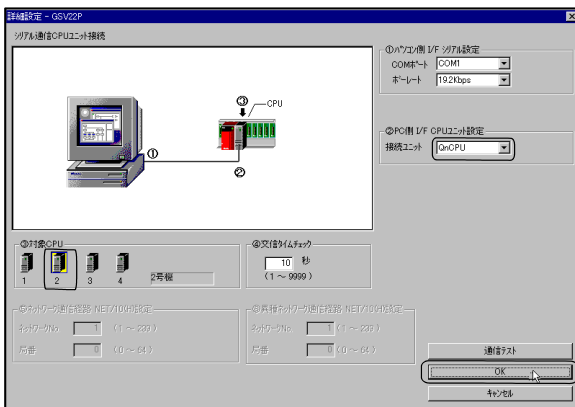 詳細設定 - GSV22P
シリアル通信CPUユニット接続
①パソコン側 I/F シリアル設定
COMポート COM1
ボーレート 19.2Kbps
③
CPU
①
②
②PC側 I/F CPUユニット設定
接続ユニット QnCPU
③対象CPU
1 2 3 4 2号機
④交信タイムチェック
10 秒
(1 ～ 9999 )
⑤ネットワーク通信経路 NET/10(H)設定
ネットワークNo 1 (1 ～ 239 )
局番 0 (0 ～ 64)
⑥異種ネットワーク通信経路 NET/10(H)設定
ネットワークNo 1 (1 ～ 239 )
局番 0 (0 ～ 64)
通信テスト
OK
キャンセル